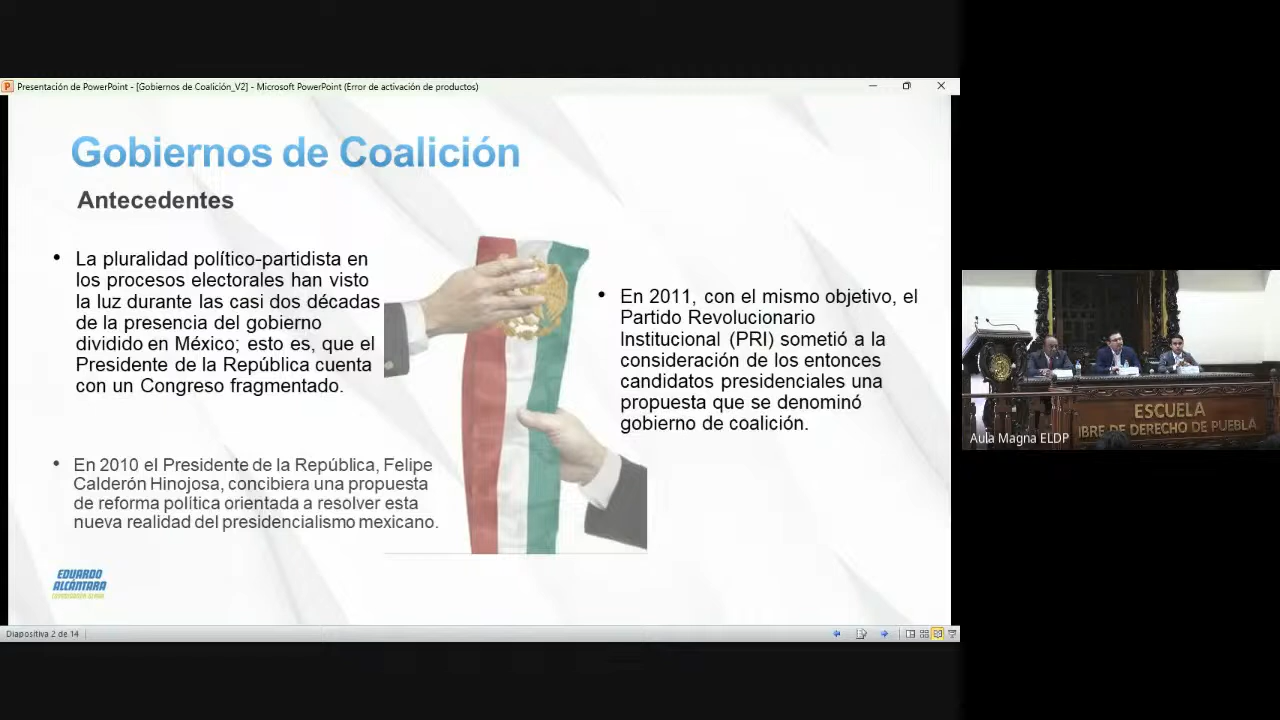 Presentación de PowerPoint - [Gobiernos de Coalición_V2] - Microsoft PowerPoint (Error de activación de productos)
Gobiernos de Coalición
Antecedentes
• La pluralidad político-partidista en
los procesos electorales han visto
la luz durante las casi dos décadas
de la presencia del gobierno
dividido en México; esto es, que el
Presidente de la República cuenta
con un Congreso fragmentado.
• En 2010 el Presidente de la República, Felipe
Calderón Hinojosa, concibiera una propuesta
de reforma política orientada a resolver esta
nueva realidad del presidencialismo mexicano.
• En 2011, con el mismo objetivo, el
Partido Revolucionario
Institucional (PRI) sometió a la
consideración de los entonces
candidatos presidenciales una
propuesta que se denominó
gobierno de coalición.
EDUARDO
ALCÁNTARA
Diapositiva 2 de 14
ESCUELA
IBRE DE DERECHO DE PUEBLA
Aula Magna ELDP